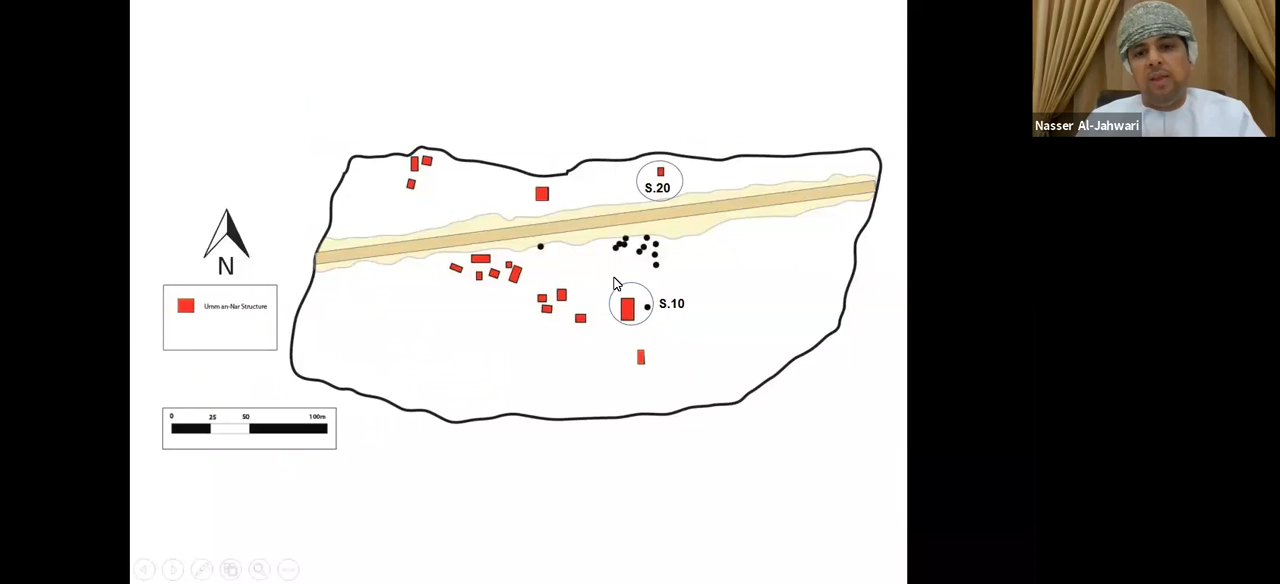 Nasser Al-Jahwari
S.20
N
S.10
Umm an-Nar Structure
0 25 50 100m